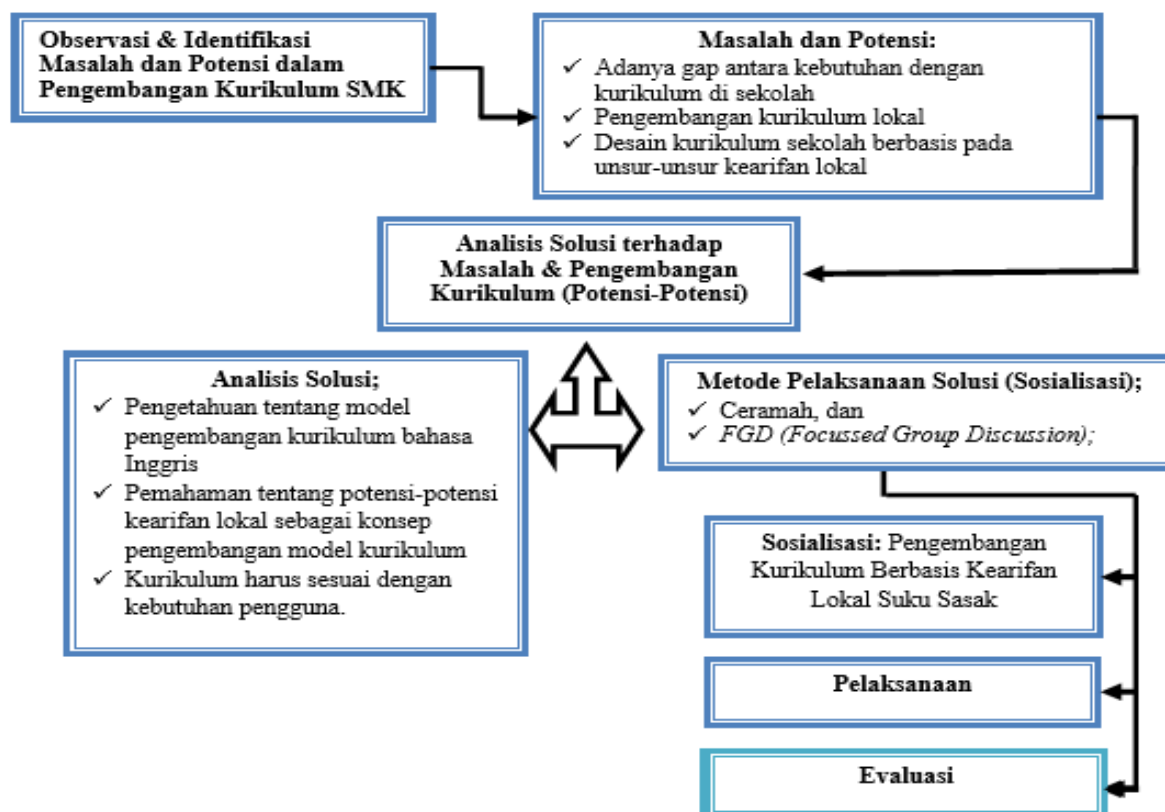 Observasi & Identifikasi
Masalah dan Potensi dalam
Pengembangan Kurikulum SMK
Masalah dan Potensi:
✓ Adanya gap antara kebutuhan dengan
kurikulum di sekolah
✓ Pengembangan kurikulum lokal
✓ Desain kurikulum sekolah berbasis pada
unsur-unsur kearifan lokal
Analisis Solusi terhadap
Masalah & Pengembangan
Kurikulum (Potensi-Potensi)
Analisis Solusi;
✓ Pengetahuan tentang model
pengembangan kurikulum bahasa
Inggris
✓ Pemahaman tentang potensi-potensi
kearifan lokal sebagai konsep
pengembangan model kurikulum
✓ Kurikulum harus sesuai dengan
kebutuhan pengguna.
Metode Pelaksanaan Solusi (Sosialisasi);
✓ Ceramah, dan
✓ FGD (Focussed Group Discussion);
Sosialisasi: Pengembangan
Kurikulum Berbasis Kearifan
Lokal Suku Sasak
Pelaksanaan
Evaluasi